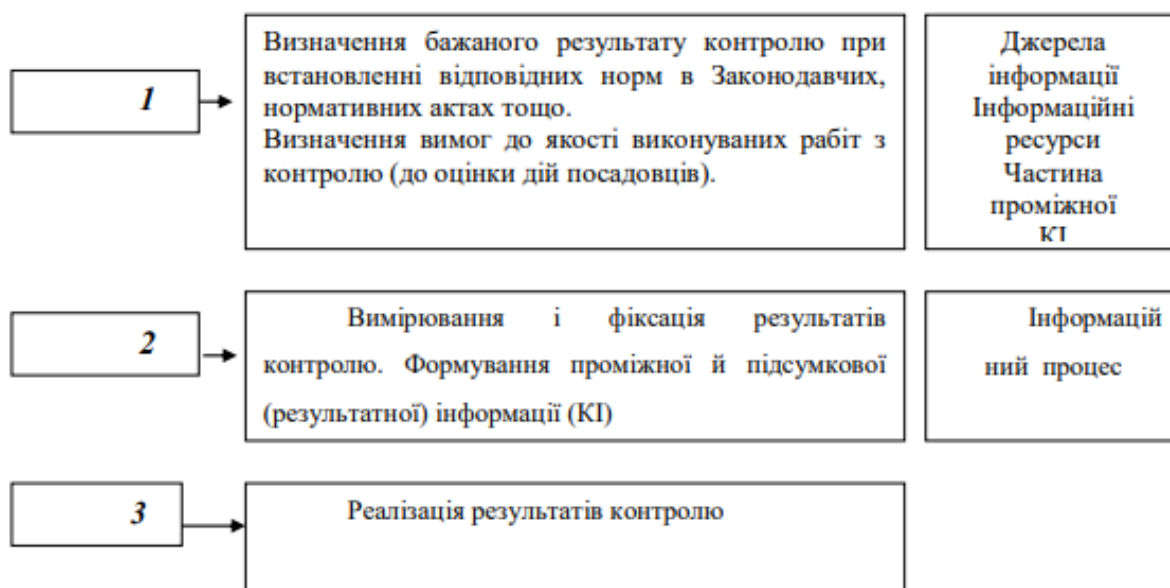 1
Визначення бажаного результату контролю при
встановленні відповідних норм в Законодавчих,
нормативних актах тощо.
Визначення вимог до якості виконуваних робіт з
контролю (до оцінки дій посадовців).
Джерела
інформації
Інформаційні
ресурси
Частина
проміжної
КІ
2
Вимірювання і фіксація результатів
контролю. Формування проміжної й підсумкової
(результатної) інформації (КІ)
Інформацій
ний процес
3
Реалізація результатів контролю